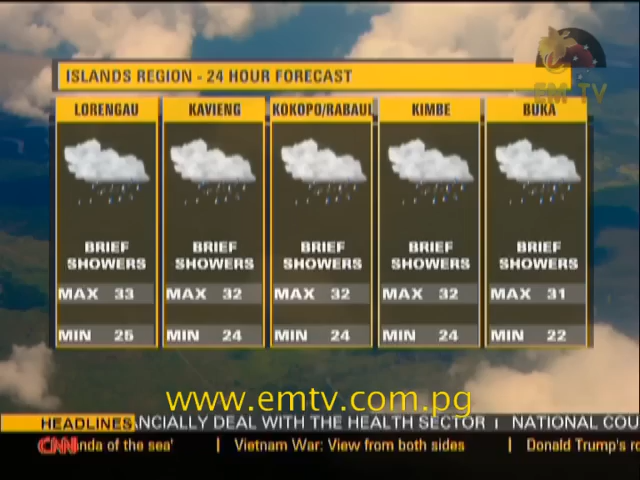 EM TV
ISLANDS REGION - 24 HOUR FORECAST
LORENGAU KAVIENG KOKOPO/RABAUL KIMBE BUKA
BRIEF SHOWERS BRIEF SHOWERS BRIEF SHOWERS BRIEF SHOWERS BRIEF SHOWERS
MAX 33 MAX 32 MAX 32 MAX 32 MAX 31
MIN 25 MIN 24 MIN 24 MIN 24 MIN 22
www.emtv.com.pg
HEADLINES ANCIALLY DEAL WITH THE HEALTH SECTOR | NATIONAL COU
CNN nda of the sea' | Vietnam War: View from both sides | Donald Trump's ro